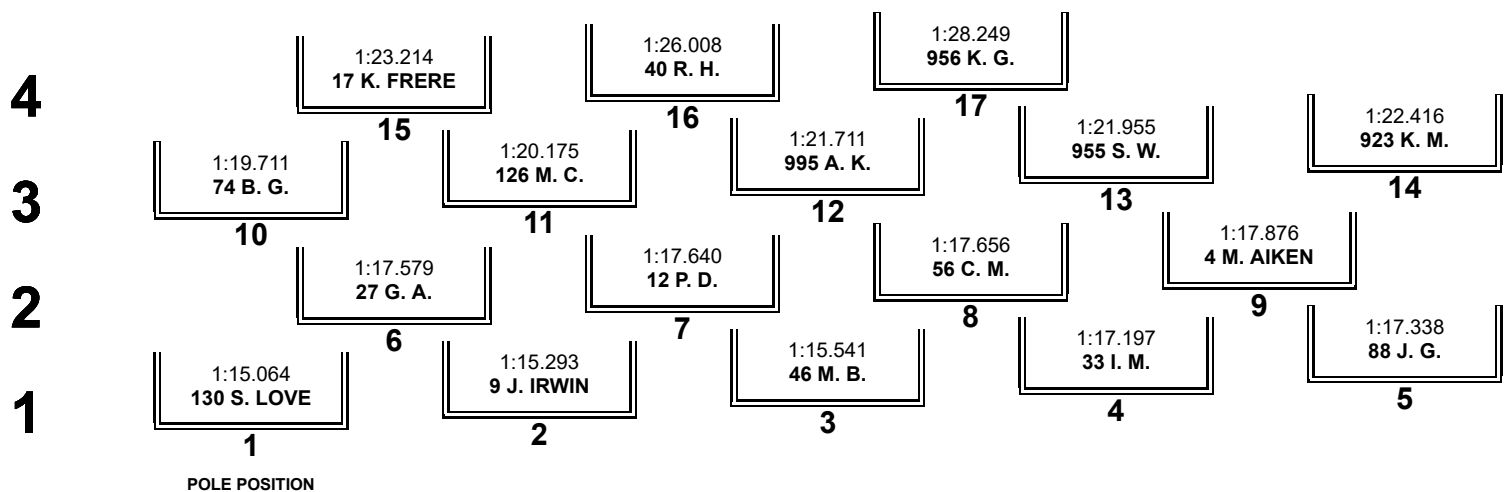 4
1:23.214
17 K. FRERE
15
1:26.008
40 R. H.
16
1:28.249
956 K. G.
17
3
1:19.711
74 B. G.
10
1:20.175
126 M. C.
11
1:21.711
995 A. K.
12
1:21.955
955 S. W.
13
1:22.416
923 K. M.
14
2
1:17.579
27 G. A.
6
1:17.640
12 P. D.
7
1:17.656
56 C. M.
8
1:17.876
4 M. AIKEN
9
1
1:15.064
130 S. LOVE
1
1:15.293
9 J. IRWIN
2
1:15.541
46 M. B.
3
1:17.197
33 I. M.
4
1:17.338
88 J. G.
5
POLE POSITION